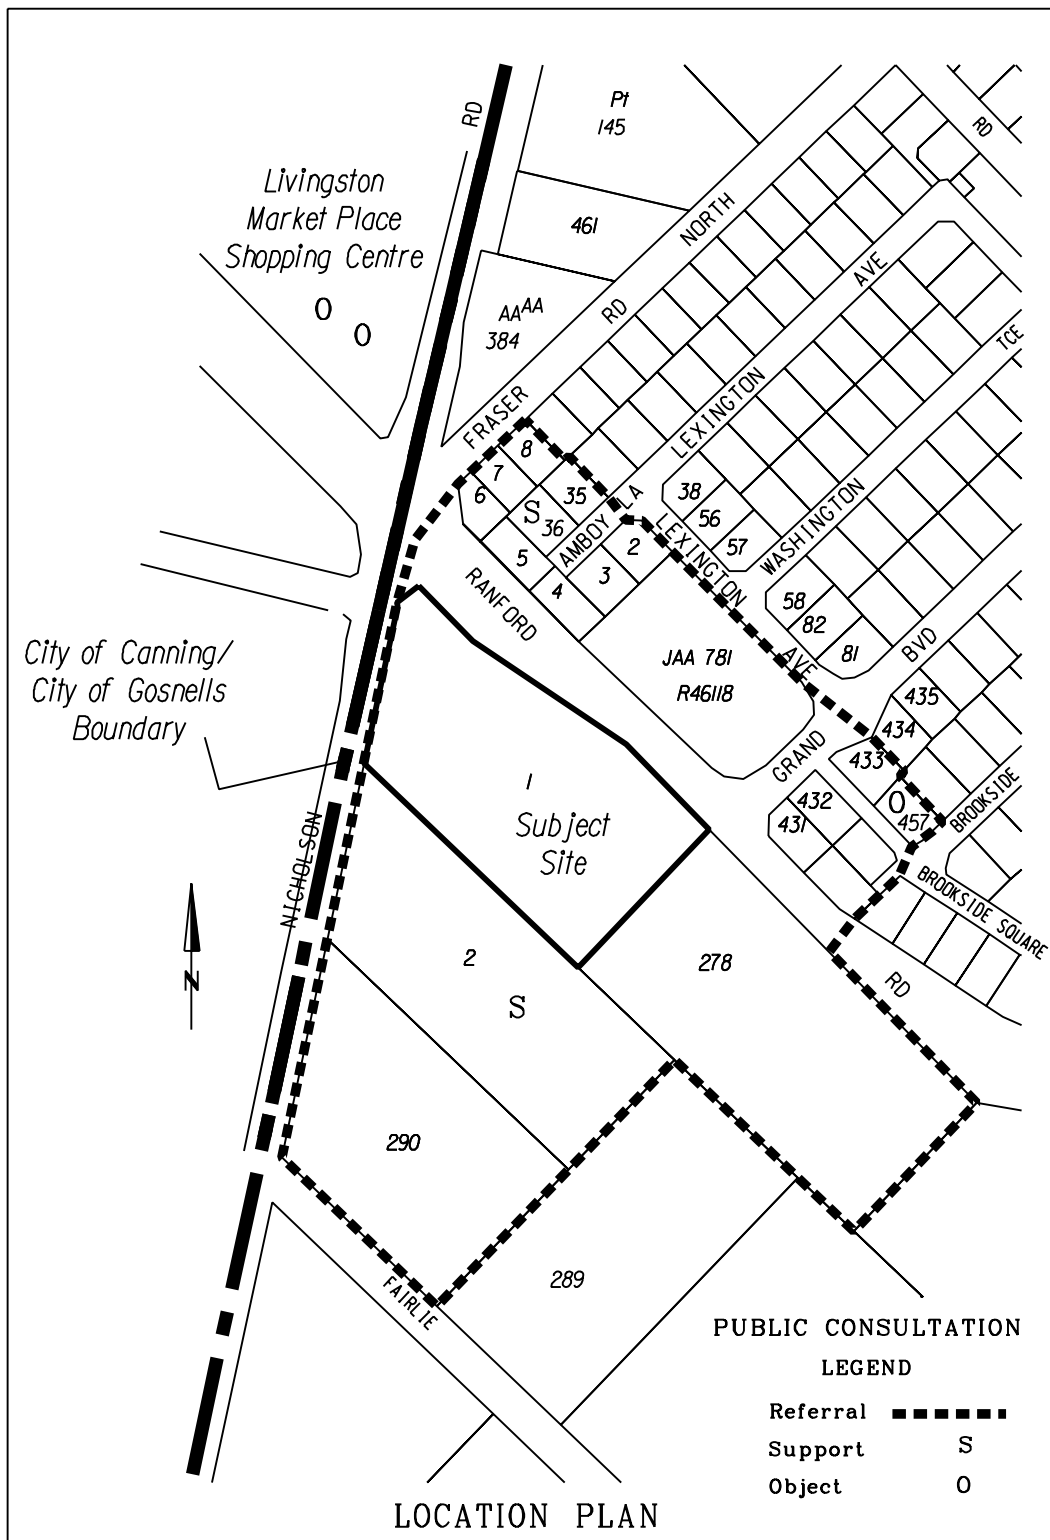 RD
Pt
145
Livingston
Market Place
Shopping Centre
O
O
461
AA AA
384
NORTH
RD
FRASER
RD
AVE
LEXINGTON
TCE
WASHINGTON
8
7
6
35
S
36
5
4
AMBOY LA
3
2
38
56
57
LEXINGTON
AVE
58
82
81
BVD
RANFORD
JAA 781
R46118
GRAND
435
434
433
O
457
432
431
BROOKSIDE
BROOKSIDE SQUARE
City of Canning/
City of Gosnells
Boundary
NICHOLSON
1
Subject
Site
N
2
S
278
RD
290
289
FAIRLIE
PUBLIC CONSULTATION
LEGEND
Referral
Support S
Object O
LOCATION PLAN